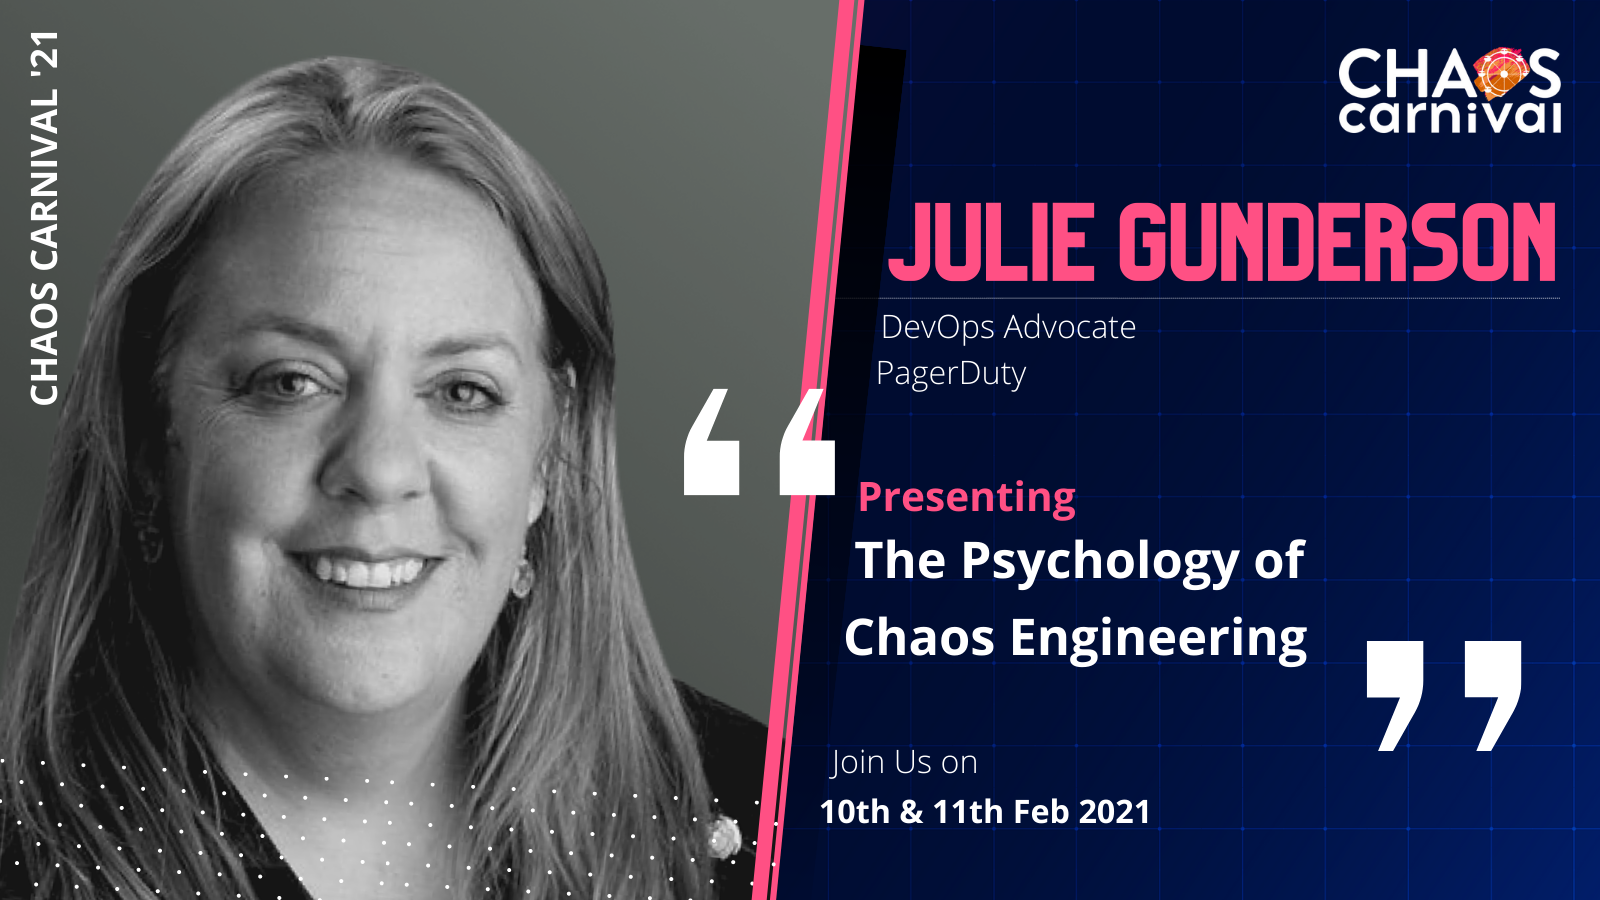 CHAOS CARNIVAL '21
CHAOS
carnival
JULIE GUNDERSON
DevOps Advocate
PagerDuty
“
Presenting
The Psychology of
Chaos Engineering
”
Join Us on
10th & 11th Feb 2021